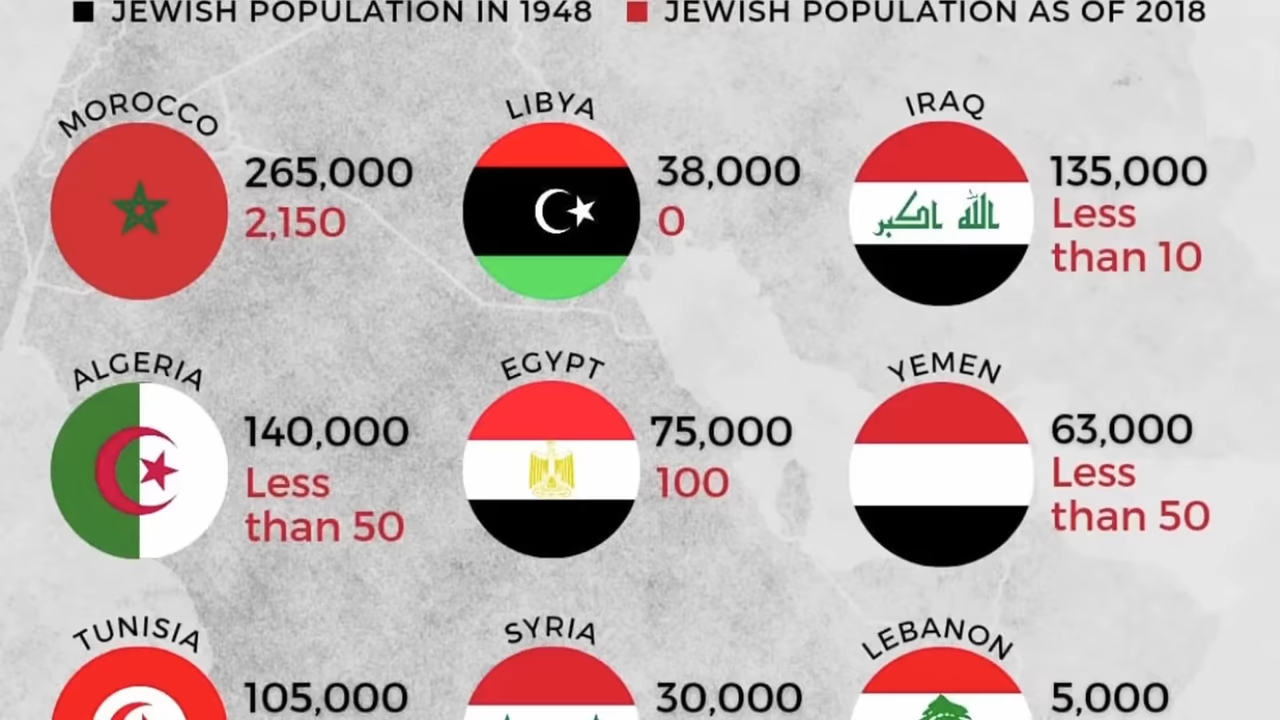 JEWISH POPULATION IN 1948
JEWISH POPULATION AS OF 2018
MOROCCO
265,000
2,150
LIBYA
38,000
0
IRAQ
الله اكبر
135,000
Less
than 10
ALGERIA
140,000
Less
than 50
EGYPT
75,000
100
YEMEN
63,000
Less
than 50
TUNISIA
105,000
SYRIA
30,000
LEBANON
5,000